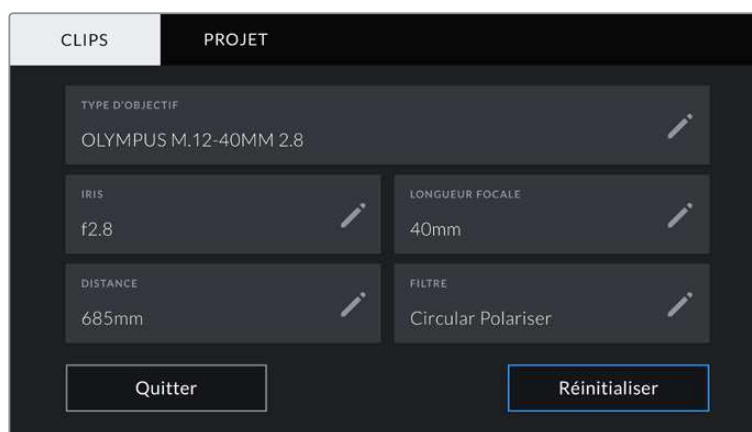 CLIPS
PROJET
TYPE D'OBJECTIF
OLYMPUS M.12-40MM 2.8
IRIS
f2.8
LONGUEUR FOCALE
40mm
DISTANCE
685mm
FILTRE
Circular Polariser
Quitter
Réinitialiser